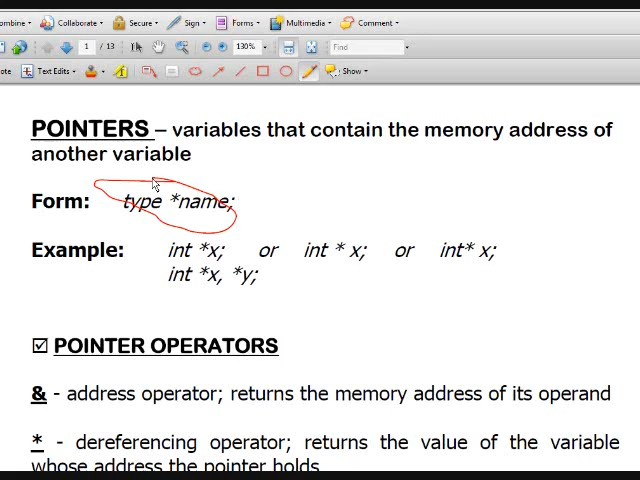 ombine Collaborate Secure Sign Forms Multimedia Comment
1 / 13 130% Find
ote Text Edits Show
POINTERS – variables that contain the memory address of
another variable
Form: type *name;
Example: int *x; or int * x; or int* x;
int *x, *y;
☑ POINTER OPERATORS
& - address operator; returns the memory address of its operand
* - dereferencing operator; returns the value of the variable
whose address the pointer holds